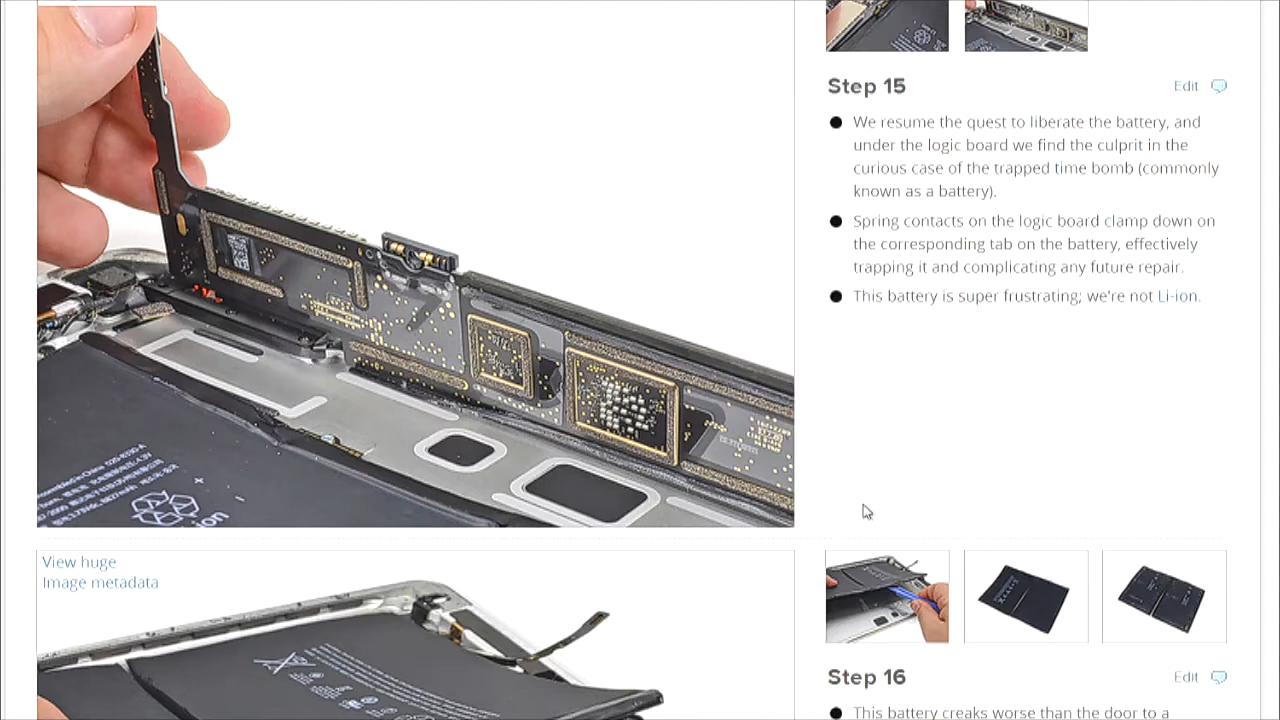 Step 15
Edit
We resume the quest to liberate the battery, and
under the logic board we find the culprit in the
curious case of the trapped time bomb (commonly
known as a battery).
Spring contacts on the logic board clamp down on
the corresponding tab on the battery, effectively
trapping it and complicating any future repair.
This battery is super frustrating; we're not Li-ion.
View huge
Image metadata
Step 16
Edit
This battery creaks worse than the door to a